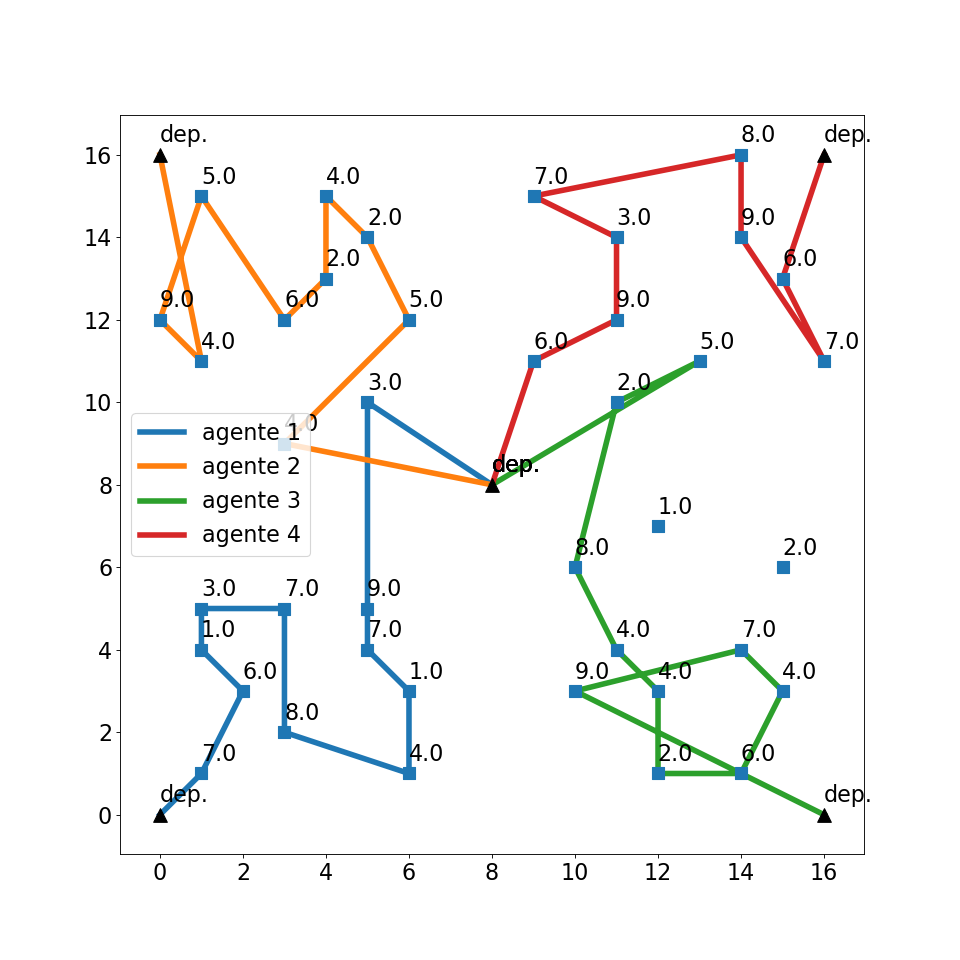 dep. 8.0 dep.
16
5.0 4.0 7.0
2.0 3.0 9.0
14
2.0 6.0
9.0 6.0 5.0 9.0
12
4.0 6.0 5.0 7.0
3.0 2.0
10
4.0
agente 1
agente 2
agente 3
agente 4
dep.
8
1.0
8.0 2.0
6
3.0 7.0 9.0
1.0 7.0 4.0 7.0
4
6.0 1.0 9.0 4.0 4.0
8.0
2
7.0 4.0 2.0 6.0
dep. dep.
0
0 2 4 6 8 10 12 14 16